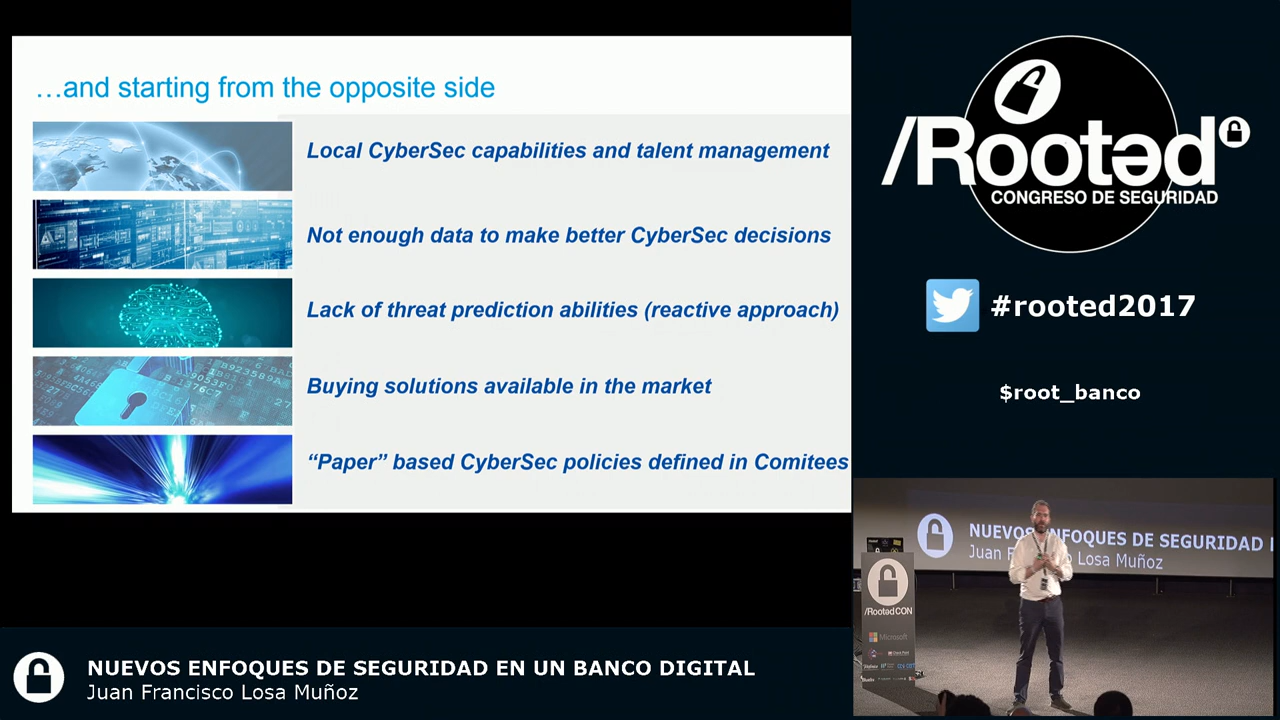 …and starting from the opposite side
Local CyberSec capabilities and talent management
Not enough data to make better CyberSec decisions
Lack of threat prediction abilities (reactive approach)
Buying solutions available in the market
“Paper” based CyberSec policies defined in Comitees
/Rootəd
CONGRESO DE SEGURIDAD
#rooted2017
$root_banco
NUEVOS ENFOQUES DE SEGURIDAD
Juan F Losa Muñoz
/RootedCON
Microsoft
NUEVOS ENFOQUES DE SEGURIDAD EN UN BANCO DIGITAL
Juan Francisco Losa Muñoz